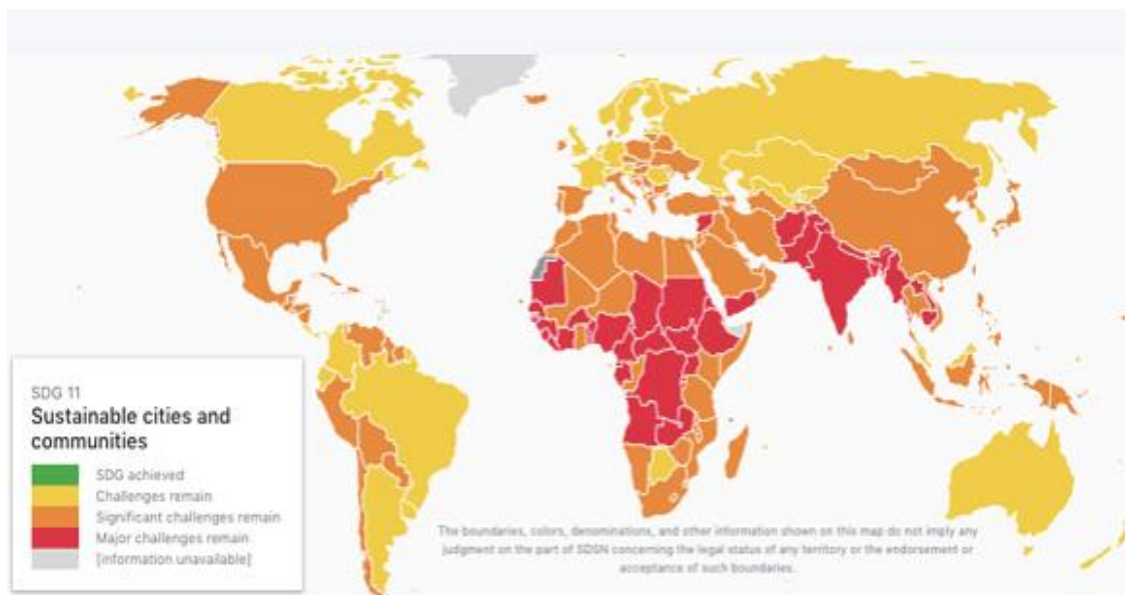 SDG 11
Sustainable cities and
communities
SDG achieved
Challenges remain
Significant challenges remain
Major challenges remain
[information unavailable]
The boundaries, colors, denominations, and other information shown on this map do not imply any
judgment on the part of SDSN concerning the legal status of any territory or the endorsement or
acceptance of such boundaries.